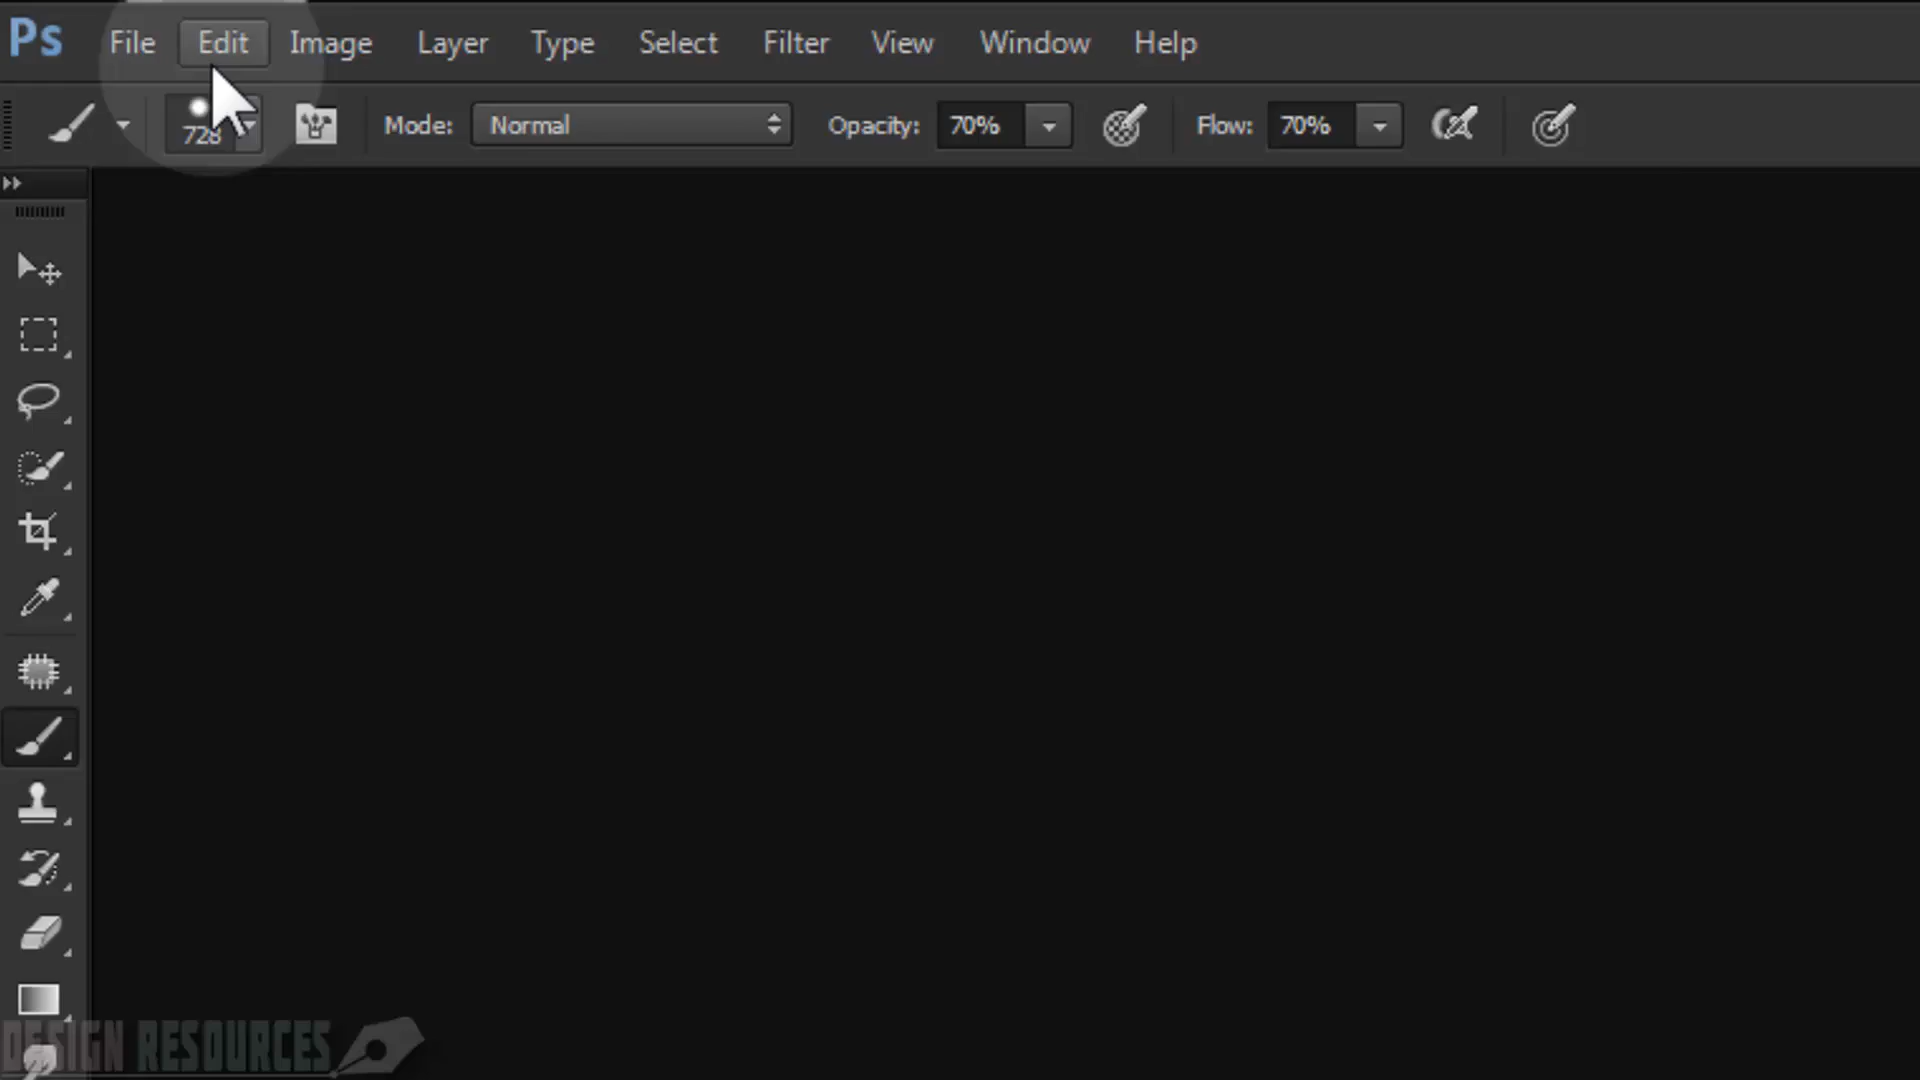 Ps File Edit Image Layer Type Select Filter View Window Help
728 Mode: Normal Opacity: 70% Flow: 70%
DESIGN RESOURCES